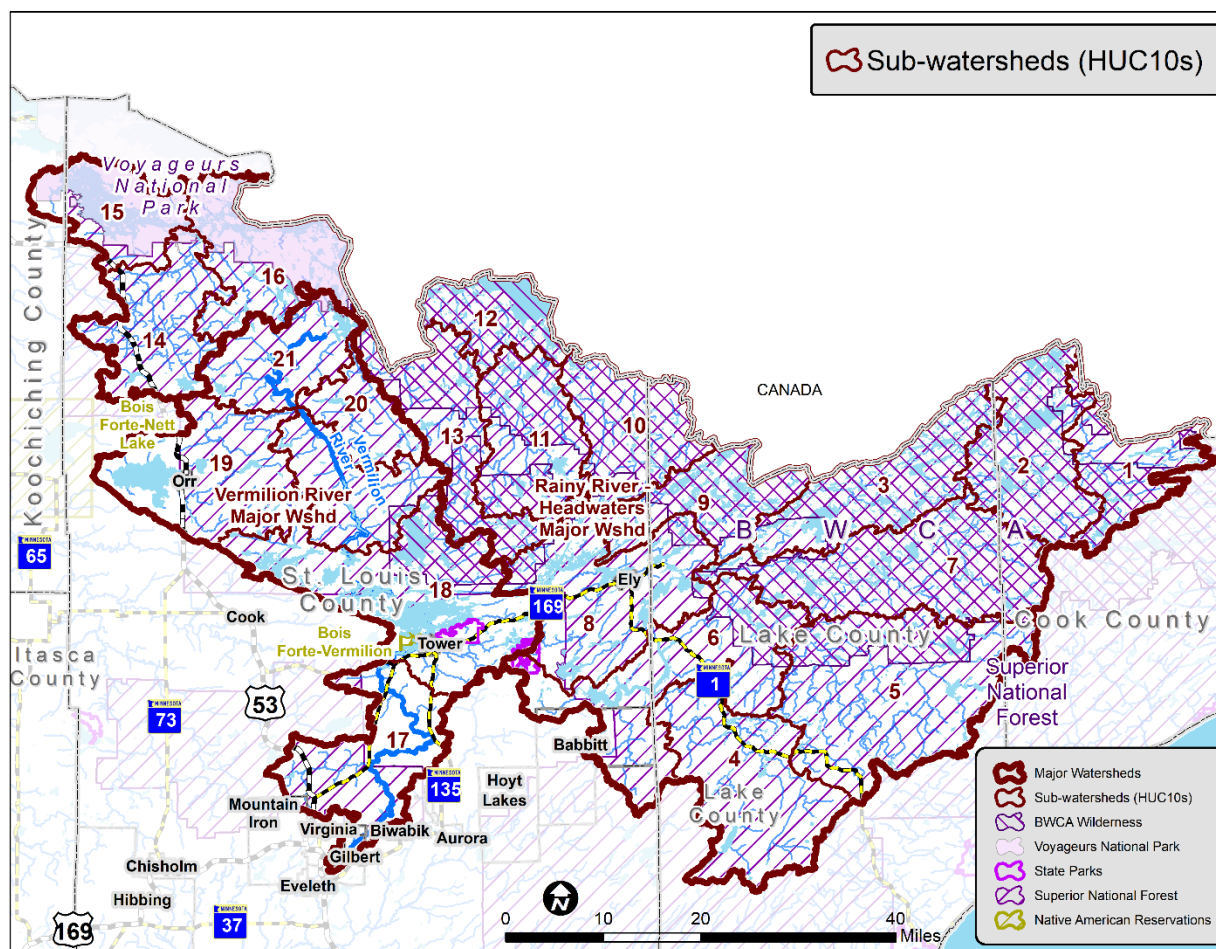 Sub-watersheds (HUC10s)
Voyageurs
National
Park
15
16
12
14
21
CANADA
20
10
2
1
Bois
Forte-Nett
Lake
Vermilion
River
13
11
3
19
Orr
Vermilion River
Major Wshd
Rainy River
Headwaters
Major Wshd
9
B W C A
Koochiching County
65
7
St. Louis
County
18
Ely
MINNESOTA
169
Cook
8
Bois
Forte-Vermilion
Tower
6
Lake County
Cook County
Itasca
County
MINNESOTA
1
5
Superior
National
Forest
53
MINNESOTA
73
17
Babbitt
4
Hoyt
Lakes
MINNESOTA
135
Lake
County
Mountain
Iron
Virginia
Biwabik
Aurora
Gilbert
Chisholm
Eveleth
Hibbing
169
MINNESOTA
37
0 10 20 40
Miles
Major Watersheds
Sub-watersheds (HUC10s)
BWCA Wilderness
Voyageurs National Park
State Parks
Superior National Forest
Native American Reservations